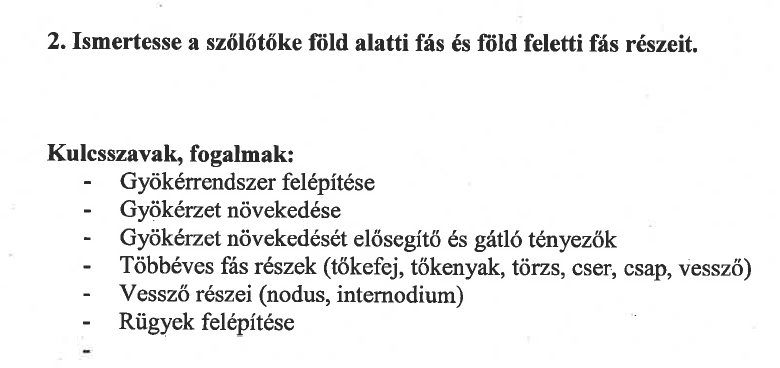 2. Ismertesse a szőlőtőke föld alatti fás és föld feletti fás részeit.
Kulcsszavak, fogalmak:
- Gyökérrendszer felépítése
- Gyökérzet növekedése
- Gyökérzet növekedését elősegítő és gátló tényezők
- Többéves fás részek (tőkefej, tőkenyak, törzs, cser, csap, vessző)
- Vessző részei (nodus, internodium)
- Rügyek felépítése
-